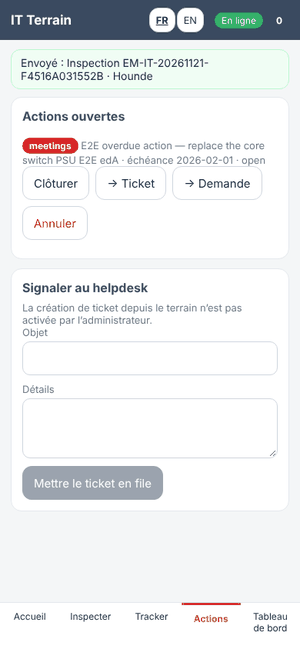 IT Terrain FR EN En ligne 0
Envoyé : Inspection EM-IT-20261121-
F4516A031552B · Hounde
Actions ouvertes
meetings E2E overdue action — replace the core
switch PSU E2E edA · échéance 2026-02-01 · open
Clôturer → Ticket → Demande
Annuler
Signaler au helpdesk
La création de ticket depuis le terrain n’est pas
activée par l’administrateur.
Objet
Détails
Mettre le ticket en file
Accueil Inspecter Tracker Actions Tableau
de bord